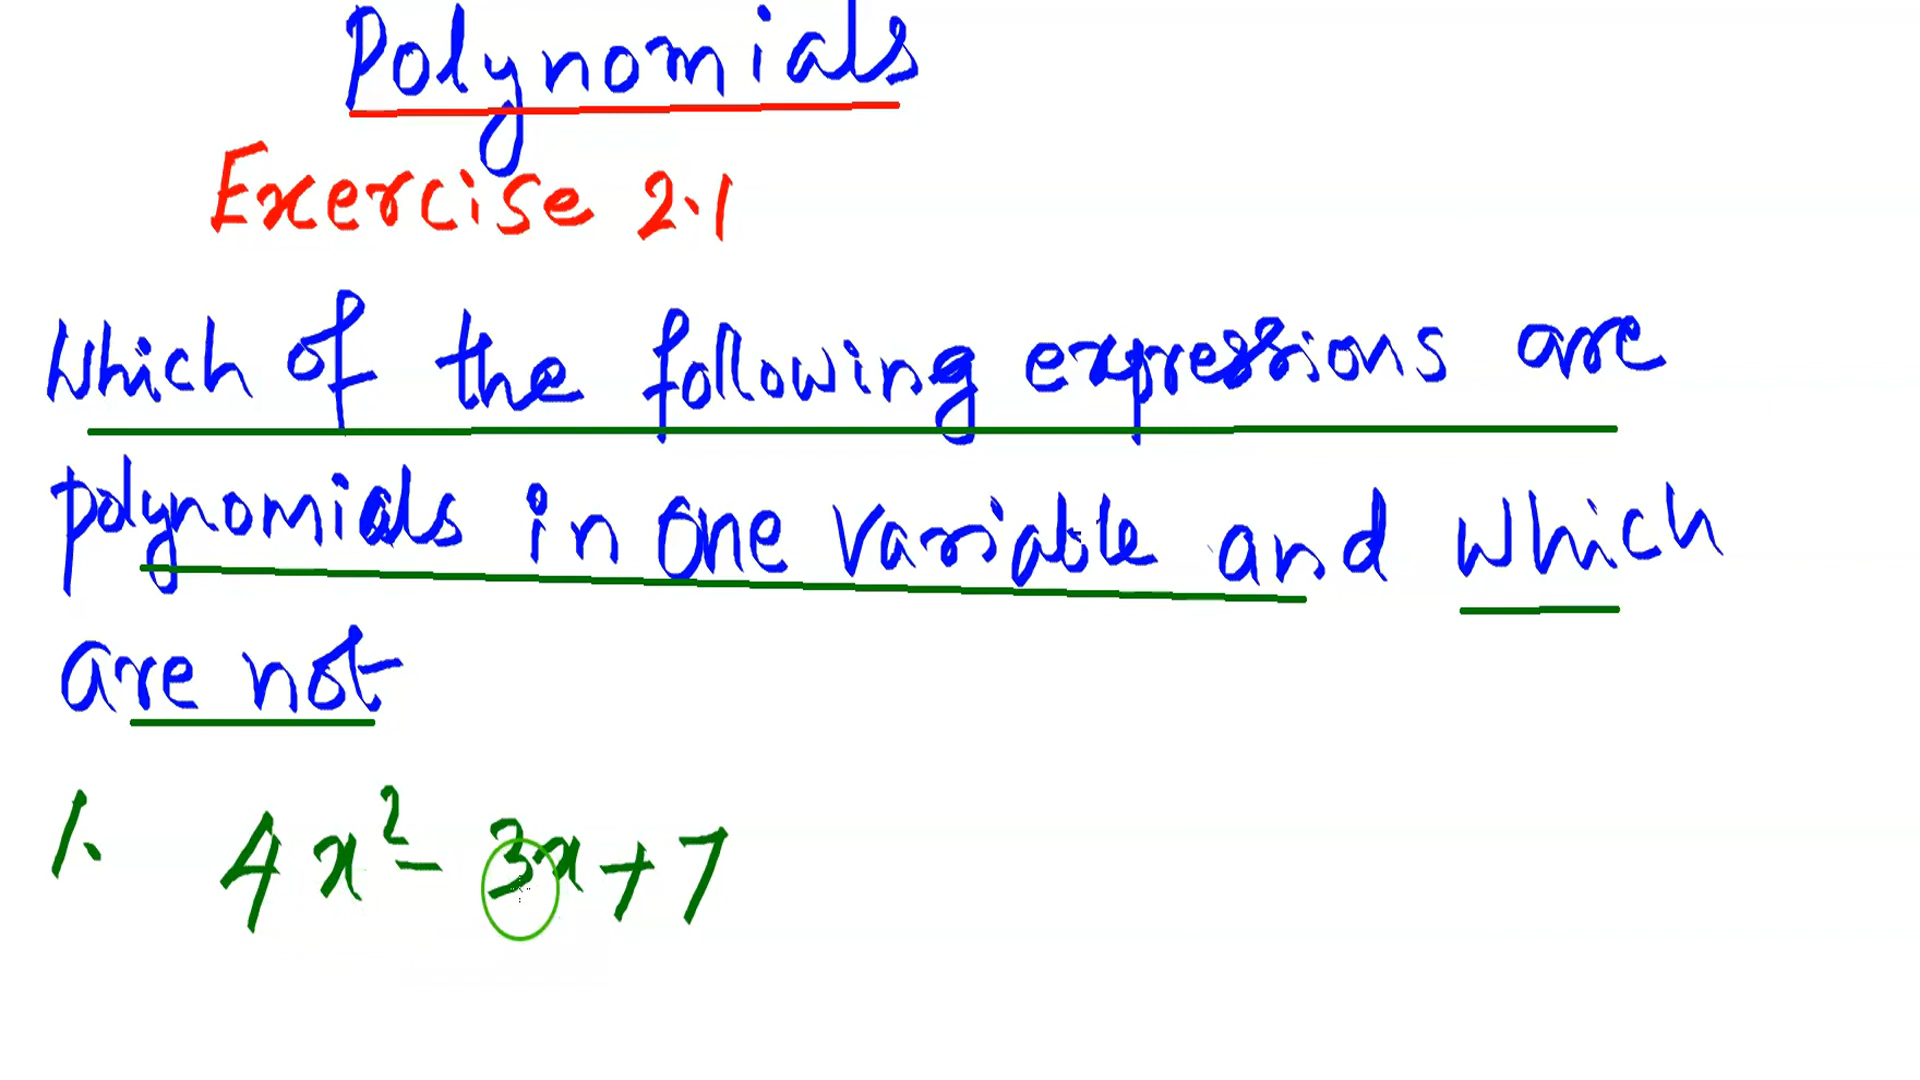 Polynomials
Exercise 2.1
Which of the following expressions are
polynomials in one variable and which
are not
1. 4x² - 3x + 7